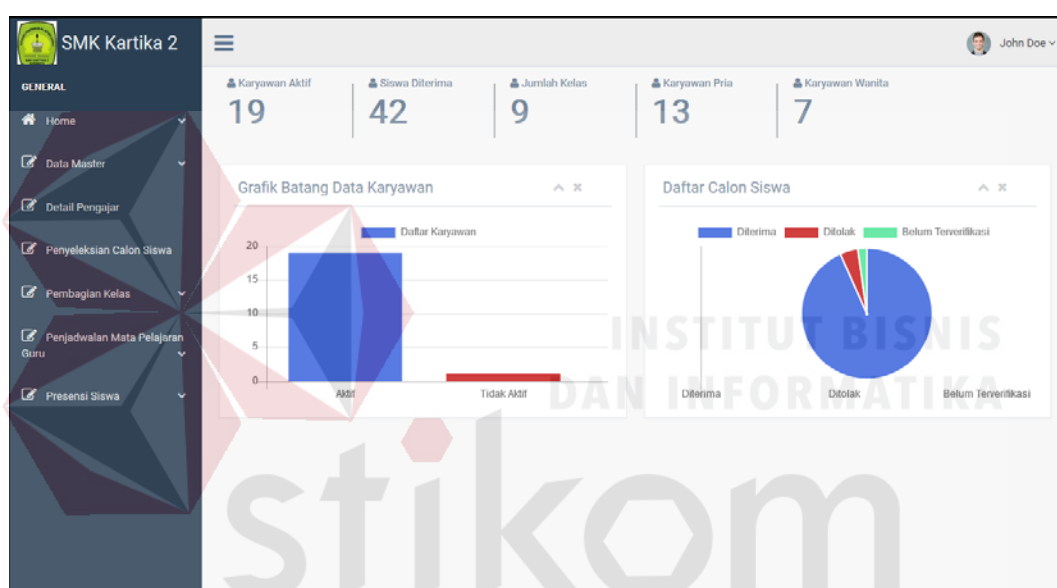 SMK Kartika 2
John Doe
GENERAL
Home
Data Master
Detail Pengajar
Penyeleksian Calon Siswa
Pembagian Kelas
Penjadwalan Mata Pelajaran
Guru
Presensi Siswa
Karyawan Aktif
19
Siswa Diterima
42
Jumlah Kelas
9
Karyawan Pria
13
Karyawan Wanita
7
Grafik Batang Data Karyawan
Daftar Karyawan
20
15
10
5
0
Aktif Tidak Aktif
Daftar Calon Siswa
Diterima Ditolak Belum Terverifikasi
Diterima Ditolak Belum Terverifikasi
INSTITUT BISNIS
DAN INFORMATIKA
stikom